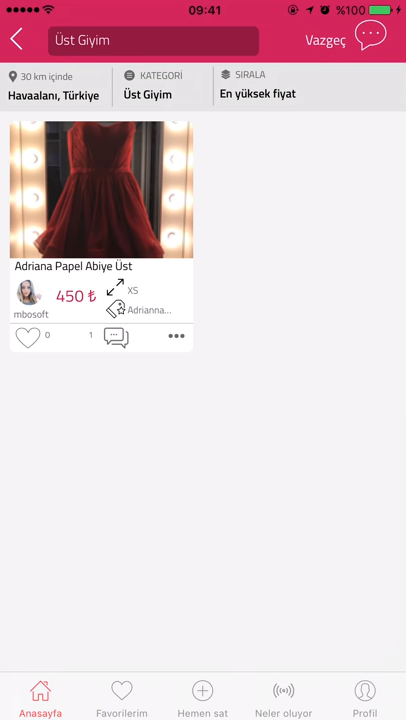 09:41
%100
Üst Giyim
Vazgeç
30 km içinde
Havaalanı, Türkiye
KATEGORİ
Üst Giyim
SIRALA
En yüksek fiyat
Adriana Papel Abiye Üst
mbosoft
450 ₺
XS
Adrianna...
0
1
Anasayfa
Favorilerim
Hemen sat
Neler oluyor
Profil